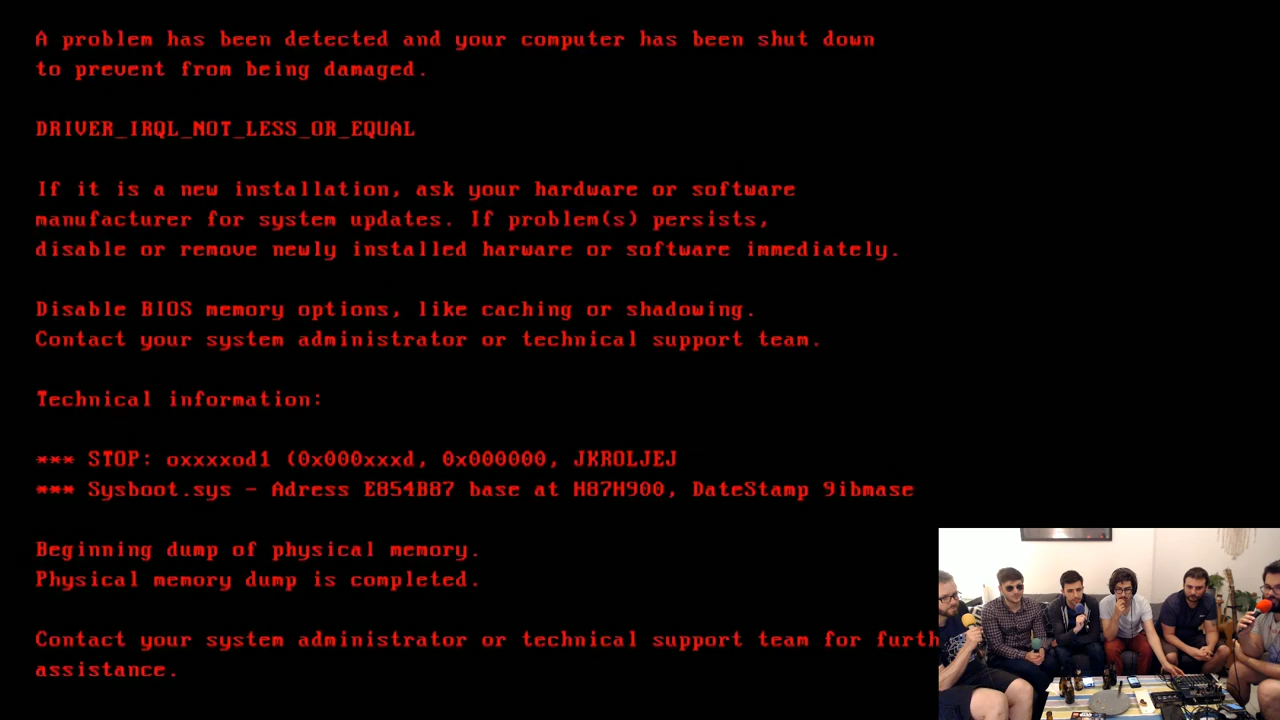 A problem has been detected and your computer has been shut down
to prevent from being damaged.
DRIVER_IRQL_NOT_LESS_OR_EQUAL
If it is a new installation, ask your hardware or software
manufacturer for system updates. If problem(s) persists,
disable or remove newly installed harware or software immediately.
Disable BIOS memory options, like caching or shadowing.
Contact your system administrator or technical support team.
Technical information:
*** STOP: oxxxxod1 (0x000xxxd, 0x000000, JKROLJEJ
*** Sysboot.sys - Adress E854B87 base at H87H900, DateStamp 9ibmase
Beginning dump of physical memory.
Physical memory dump is completed.
Contact your system administrator or technical support team for furth
assistance.